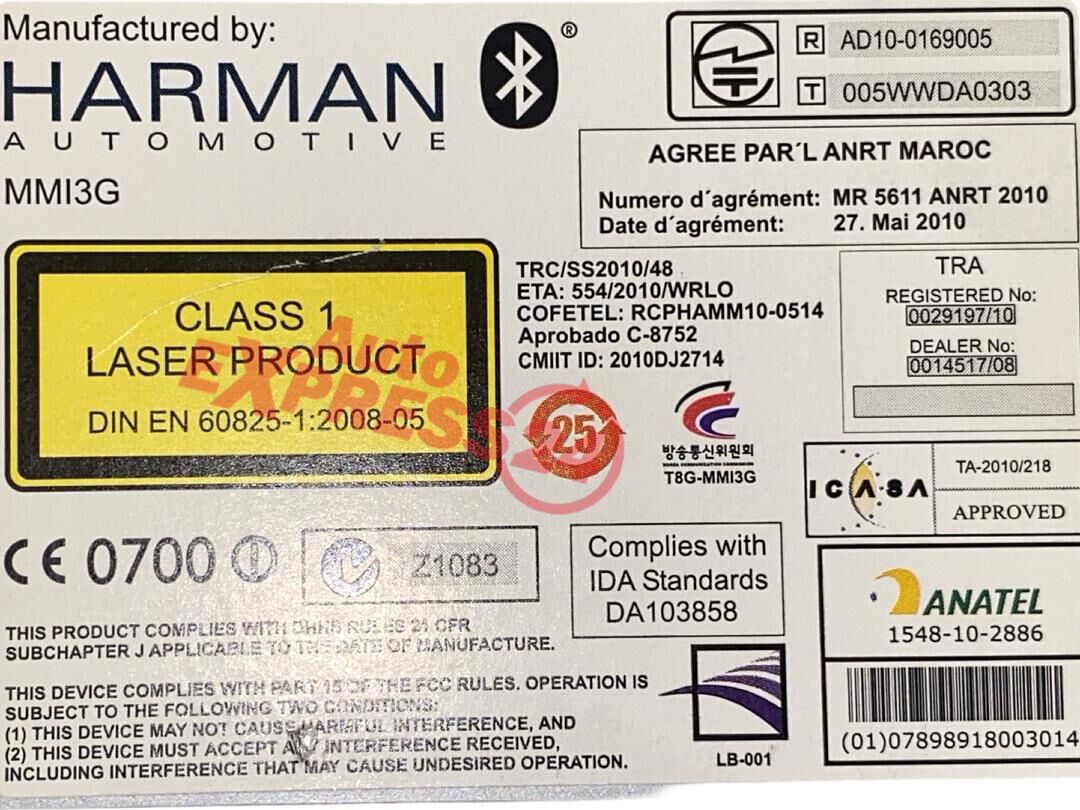 Manufactured by:
HARMAN
AUTOMOTIVE
MMI3G
®
R AD10-0169005
T 005WWDA0303
AGREE PAR´L ANRT MAROC
Numero d´agrément: MR 5611 ANRT 2010
Date d´agrément: 27. Mai 2010
CLASS 1
LASER PRODUCT
DIN EN 60825-1:2008-05
Auto
EXPRESS
TRC/SS2010/48
ETA: 554/2010/WRLO
COFETEL: RCPHAMM10-0514
Aprobado C-8752
CMIIT ID: 2010DJ2714
25
방송통신위원회
KOREA COMMUNICATIONS COMMISSION
T8G-MMI3G
TRA
REGISTERED No:
0029197/10
DEALER No:
0014517/08
ICASA
TA-2010/218
APPROVED
CE 0700
Z1083
Complies with
IDA Standards
DA103858
ANATEL
1548-10-2886
(01)07898918003014
THIS PRODUCT COMPLIES WITH DHHS RULES 21 CFR
SUBCHAPTER J APPLICABLE TO THE DATE OF MANUFACTURE.
THIS DEVICE COMPLIES WITH PART 15 OF THE FCC RULES. OPERATION IS
SUBJECT TO THE FOLLOWING TWO CONDITIONS:
(1) THIS DEVICE MAY NOT CAUSE HARMFUL INTERFERENCE, AND
(2) THIS DEVICE MUST ACCEPT ANY INTERFERENCE RECEIVED,
INCLUDING INTERFERENCE THAT MAY CAUSE UNDESIRED OPERATION.
LB-001